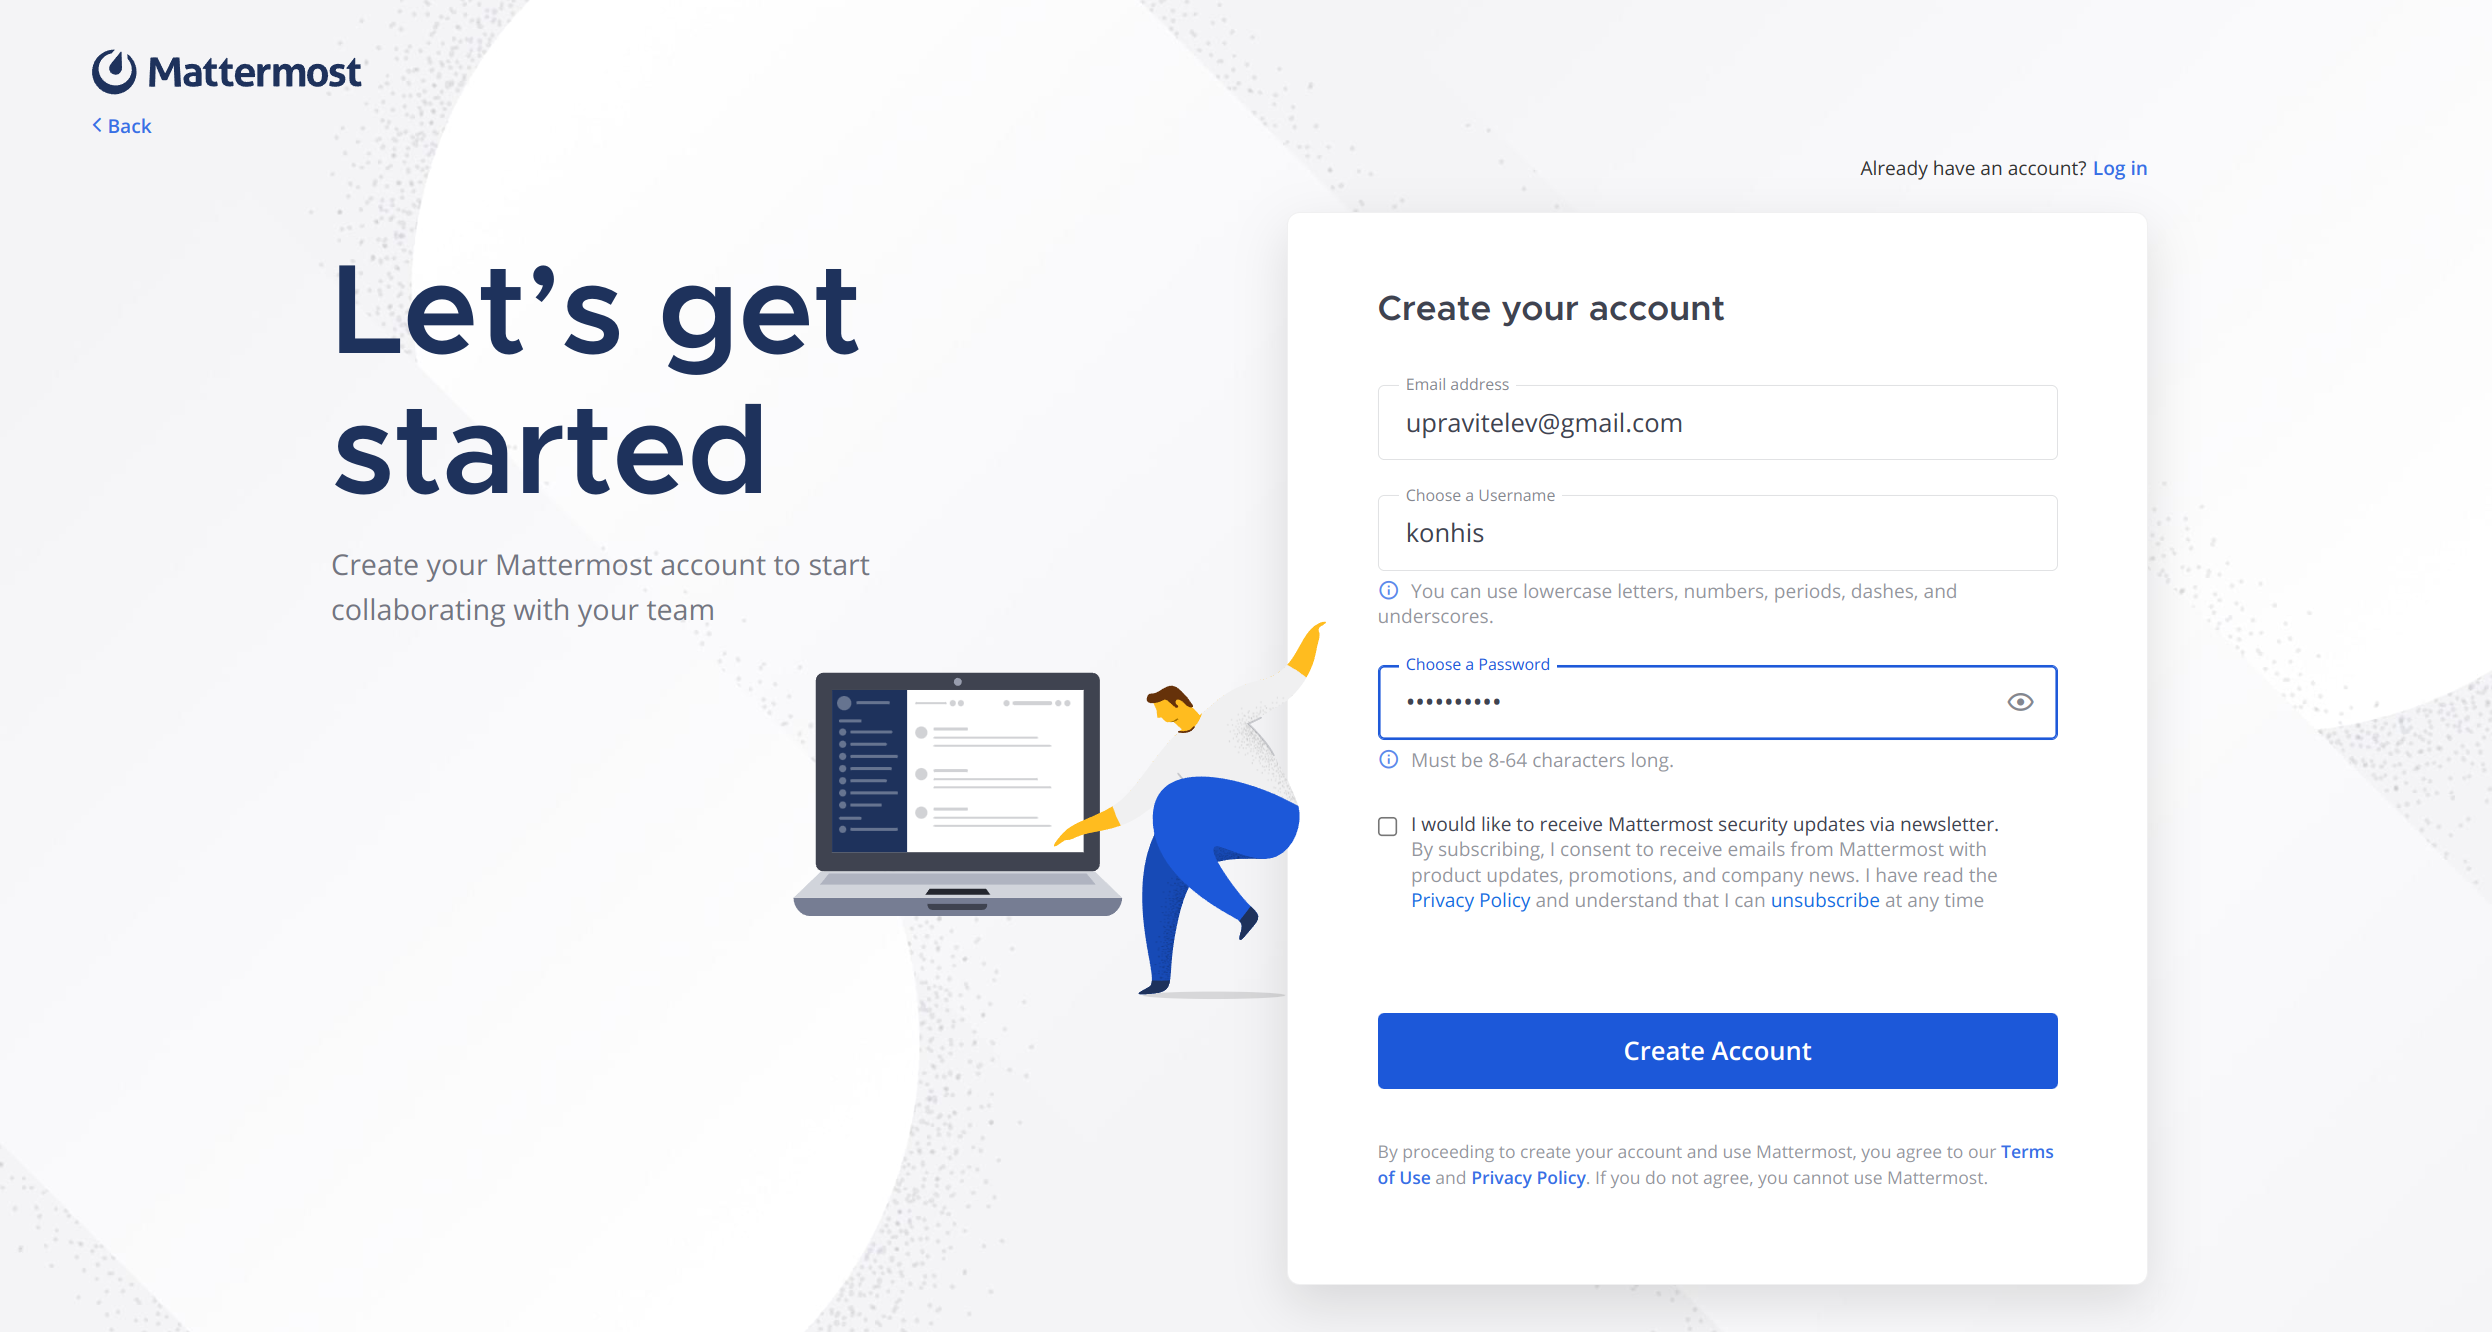 Mattermost
Back
Already have an account? Log in
Let's get
started
Create your Mattermost account to start
collaborating with your team
Create your account
Email address
upravitelev@gmail.com
Choose a Username
konhis
You can use lowercase letters, numbers, periods, dashes, and
underscores.
Choose a Password
••••••••••
Must be 8-64 characters long.
I would like to receive Mattermost security updates via newsletter.
By subscribing, I consent to receive emails from Mattermost with
product updates, promotions, and company news. I have read the
Privacy Policy and understand that I can unsubscribe at any time
Create Account
By proceeding to create your account and use Mattermost, you agree to our Terms
of Use and Privacy Policy. If you do not agree, you cannot use Mattermost.